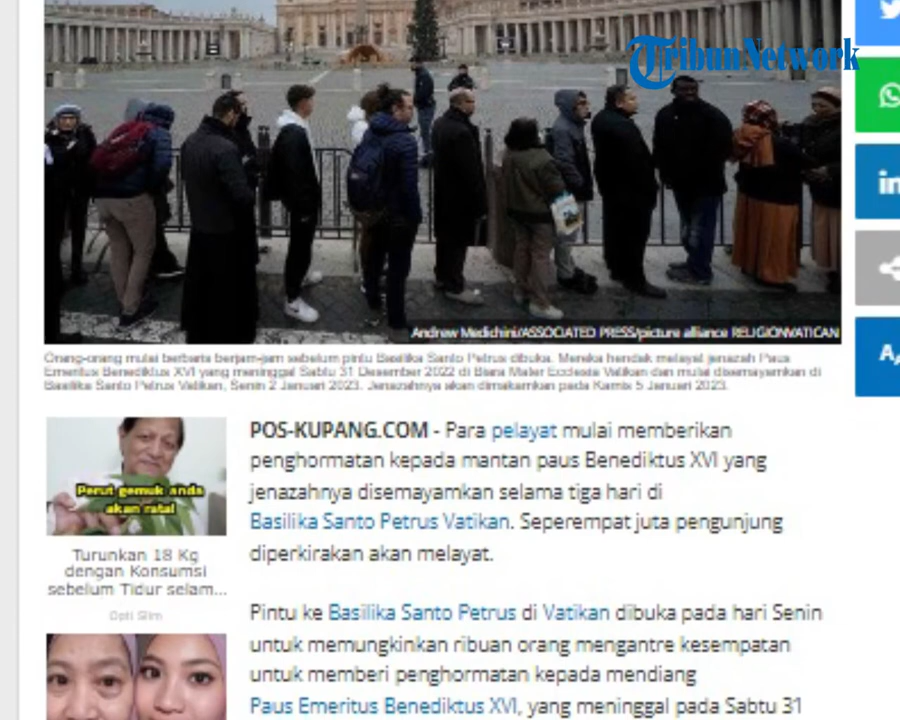 TribunNetwork
in
A
Andrew Medichini/ASSOCIATED PRESS/picture alliance RELIGIONVATICAN
Orang-orang mulai berbaris berjam-jam sebelum pintu Basilika Santo Petrus dibuka. Mereka hendak melayat jenazah Paus
Emeritus Benediktus XVI yang meninggal Sabtu 31 Desember 2022 di Biara Mater Ecclesia Vatikan dan mulai disemayamkan di
Basilika Santo Petrus Vatikan, Senin 2 Januari 2023. Jenazahnya akan dimakamkan pada Kamis 5 Januari 2023.
Perut gemuk anda
akan rata!
Turunkan 18 Kg
dengan Konsumsi
sebelum Tidur selam...
Opti Slim
POS-KUPANG.COM - Para pelayat mulai memberikan
penghormatan kepada mantan paus Benediktus XVI yang
jenazahnya disemayamkan selama tiga hari di
Basilika Santo Petrus Vatikan. Seperempat juta pengunjung
diperkirakan akan melayat.
Pintu ke Basilika Santo Petrus di Vatikan dibuka pada hari Senin
untuk memungkinkan ribuan orang mengantre kesempatan
untuk memberi penghormatan kepada mendiang
Paus Emeritus Benediktus XVI, yang meninggal pada Sabtu 31